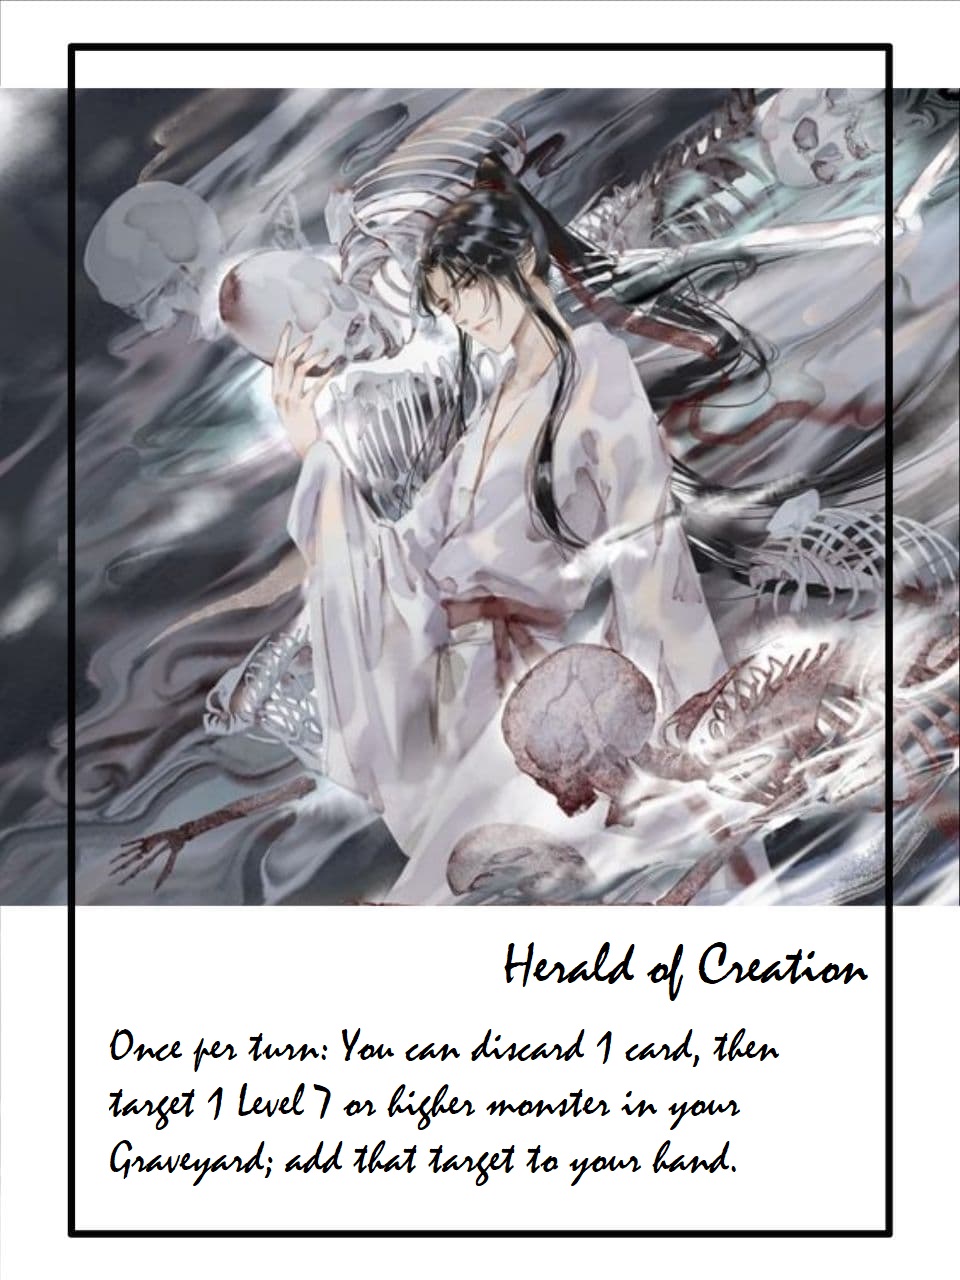 Herald of Creation
Once per turn: You can discard 1 card, then
target 1 Level 7 or higher monster in your
Graveyard; add that target to your hand.